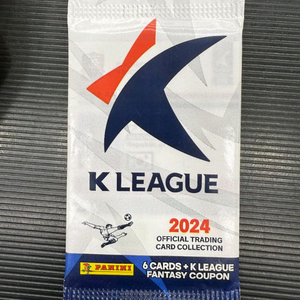 K LEAGUE
2024
OFFICIAL TRADING
CARD COLLECTION
PANINI
6 CARDS + K LEAGUE
FANTASY COUPON